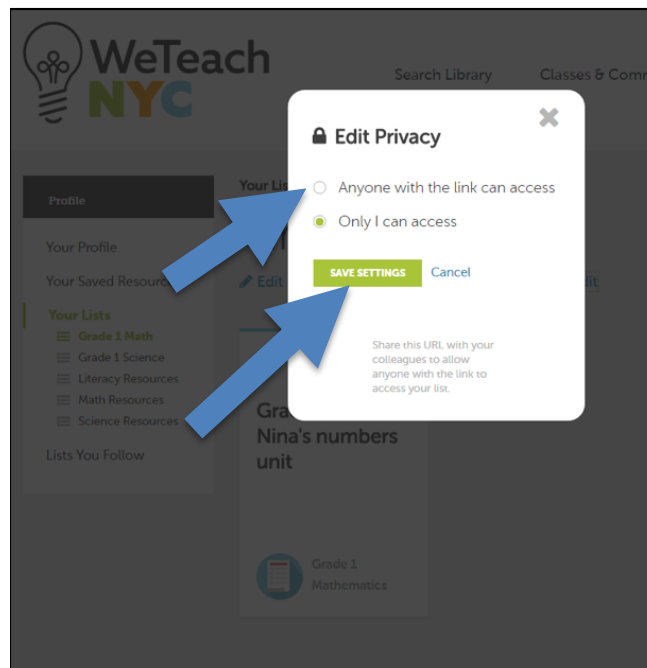 WeTeach
NYC
Search Library
Classes & Comm
Edit Privacy
Anyone with the link can access
Only I can access
SAVE SETTINGS
Cancel
Share this URL with your
colleagues to allow
anyone with the link to
access your list.
Profile
Your Profile
Your Saved
Your Lists
Grade 1 Math
Grade 1 Science
Literacy Resources
Math Resources
Science Resources
Lists You Follow
Your Lis
Edit
Nina's numbers
unit
Grade 1
Mathematics